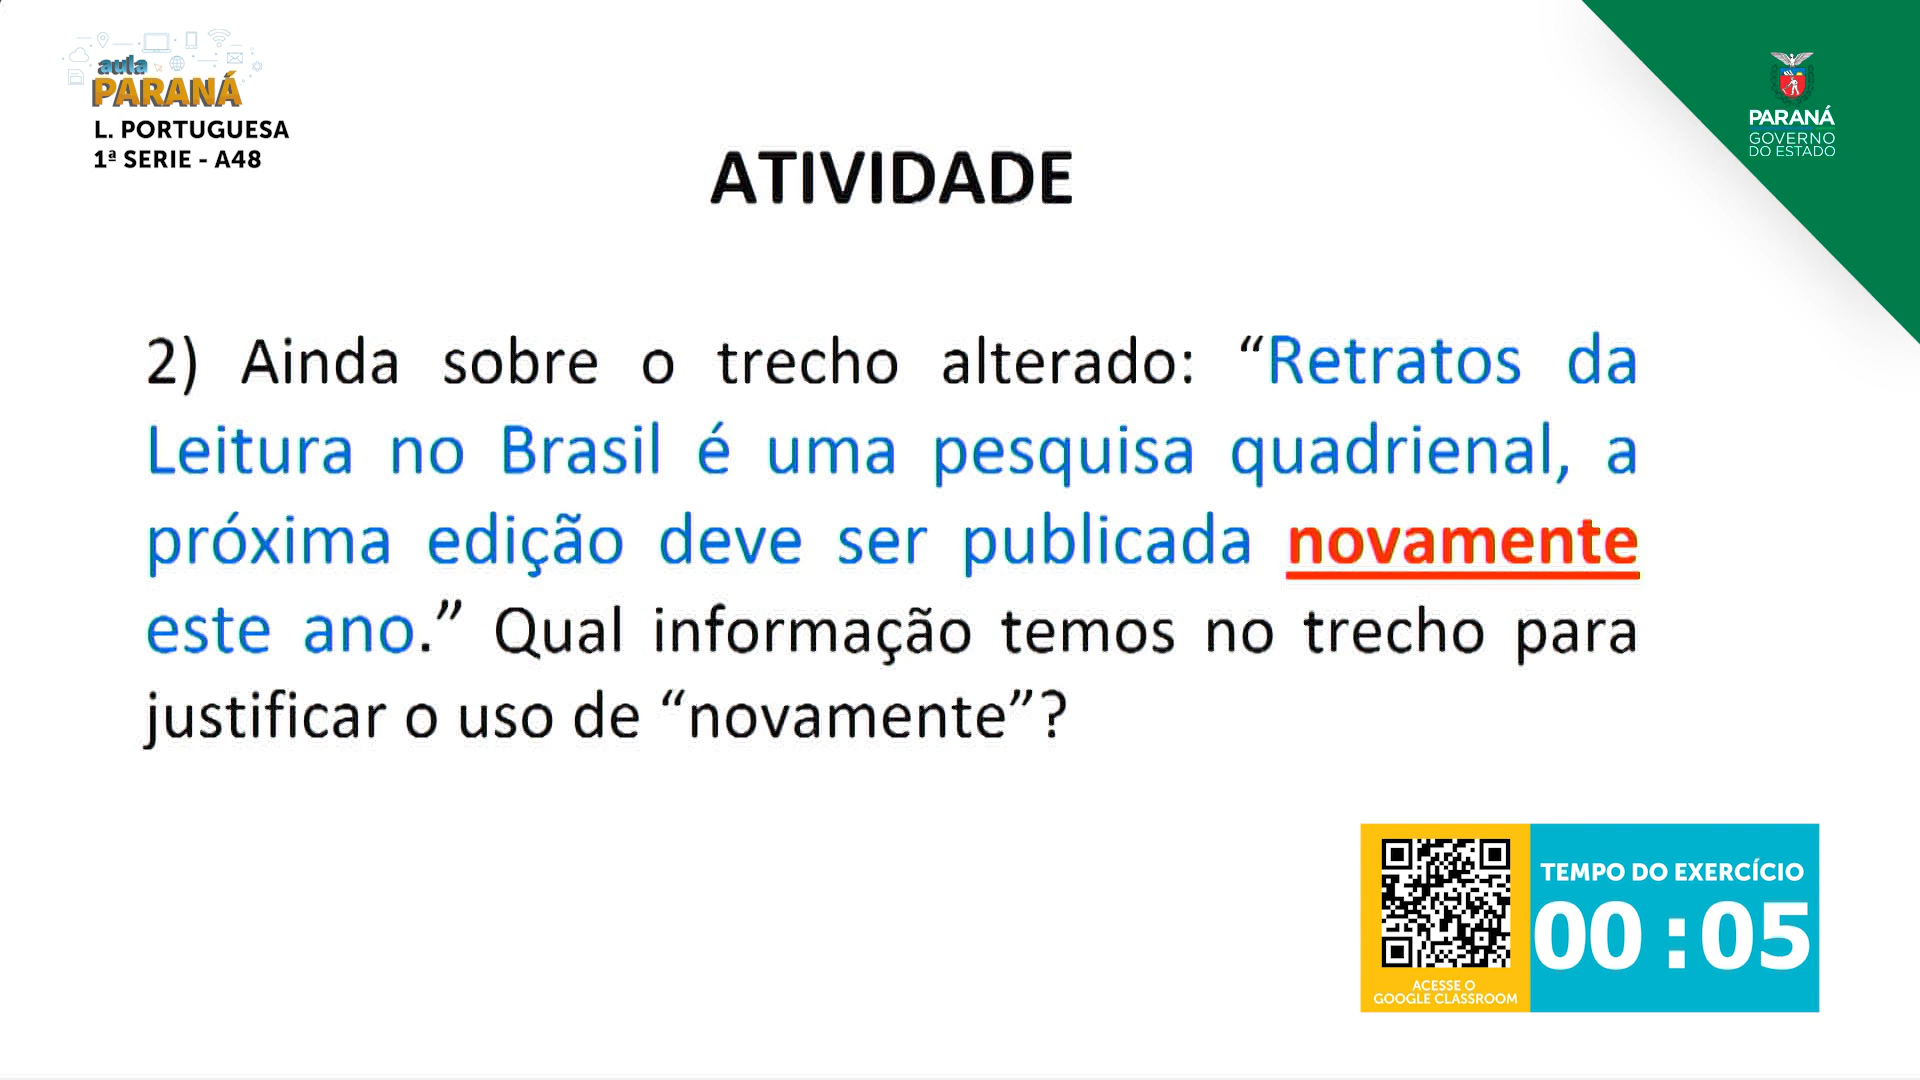 aula
PARANÁ
L. PORTUGUESA
1ª SERIE - A48
PARANÁ
GOVERNO
DO ESTADO
ATIVIDADE
2) Ainda sobre o trecho alterado: “Retratos da
Leitura no Brasil é uma pesquisa quadrienal, a
próxima edição deve ser publicada novamente
este ano.” Qual informação temos no trecho para
justificar o uso de “novamente”?
TEMPO DO EXERCÍCIO
00:05
ACESSE O
GOOGLE CLASSROOM